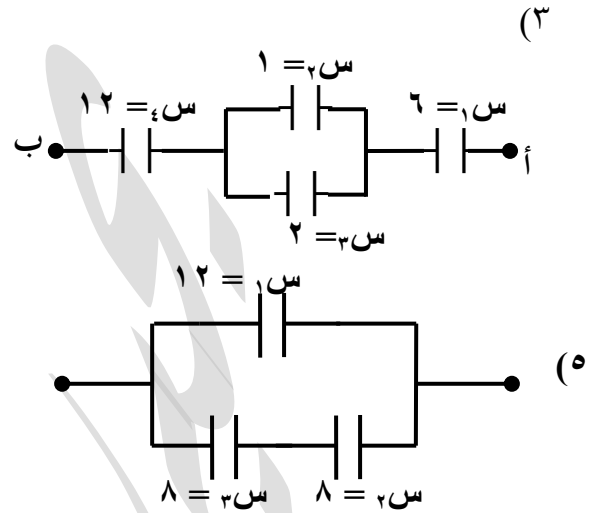 ٣)
س٢= ١
س١= ٦
س٤= ١٢
أ
ب
س٣= ٢
س١= ١٢
٥)
س٢= ٨
س٣= ٨